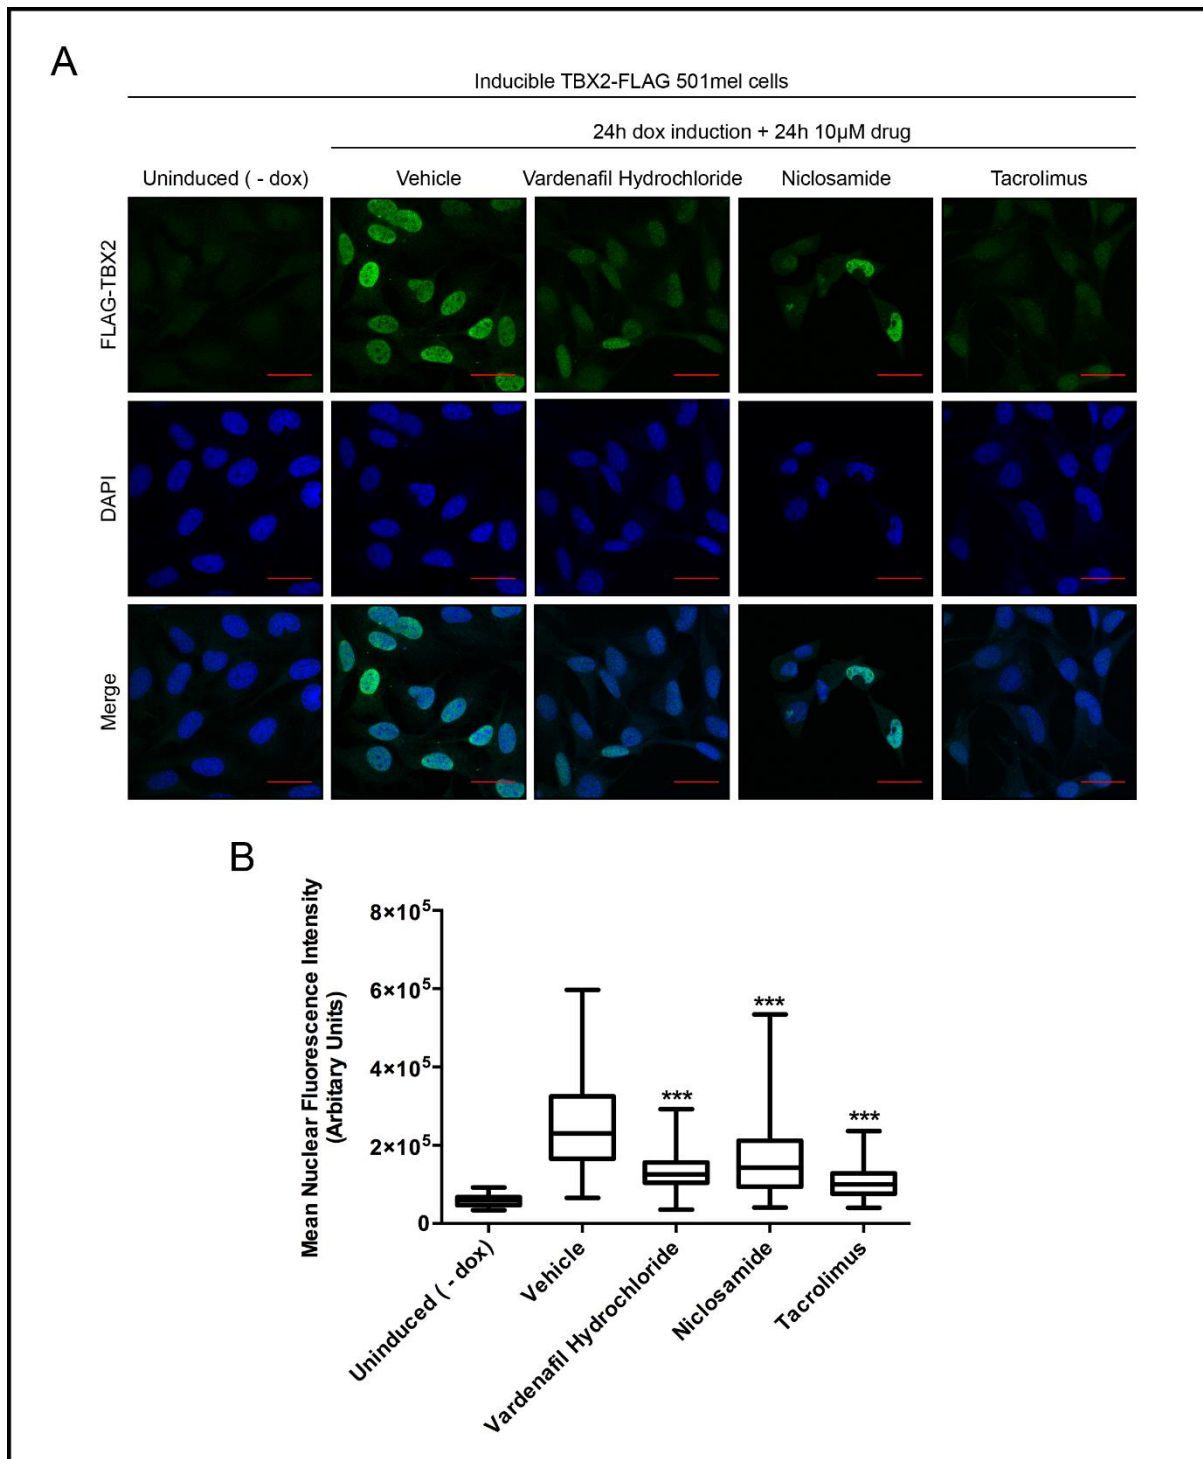 A
Inducible TBX2-FLAG 501mel cells
24h dox induction + 24h 10µM drug
Uninduced ( - dox)
Vehicle
Vardenafil Hydrochloride
Niclosamide
Tacrolimus
FLAG-TBX2
DAPI
Merge
B
Mean Nuclear Fluorescence Intensity
(Arbitary Units)
8×10⁵
6×10⁵
4×10⁵
2×10⁵
0
***
***
***
Uninduced ( - dox)
Vehicle
Vardenafil Hydrochloride
Niclosamide
Tacrolimus